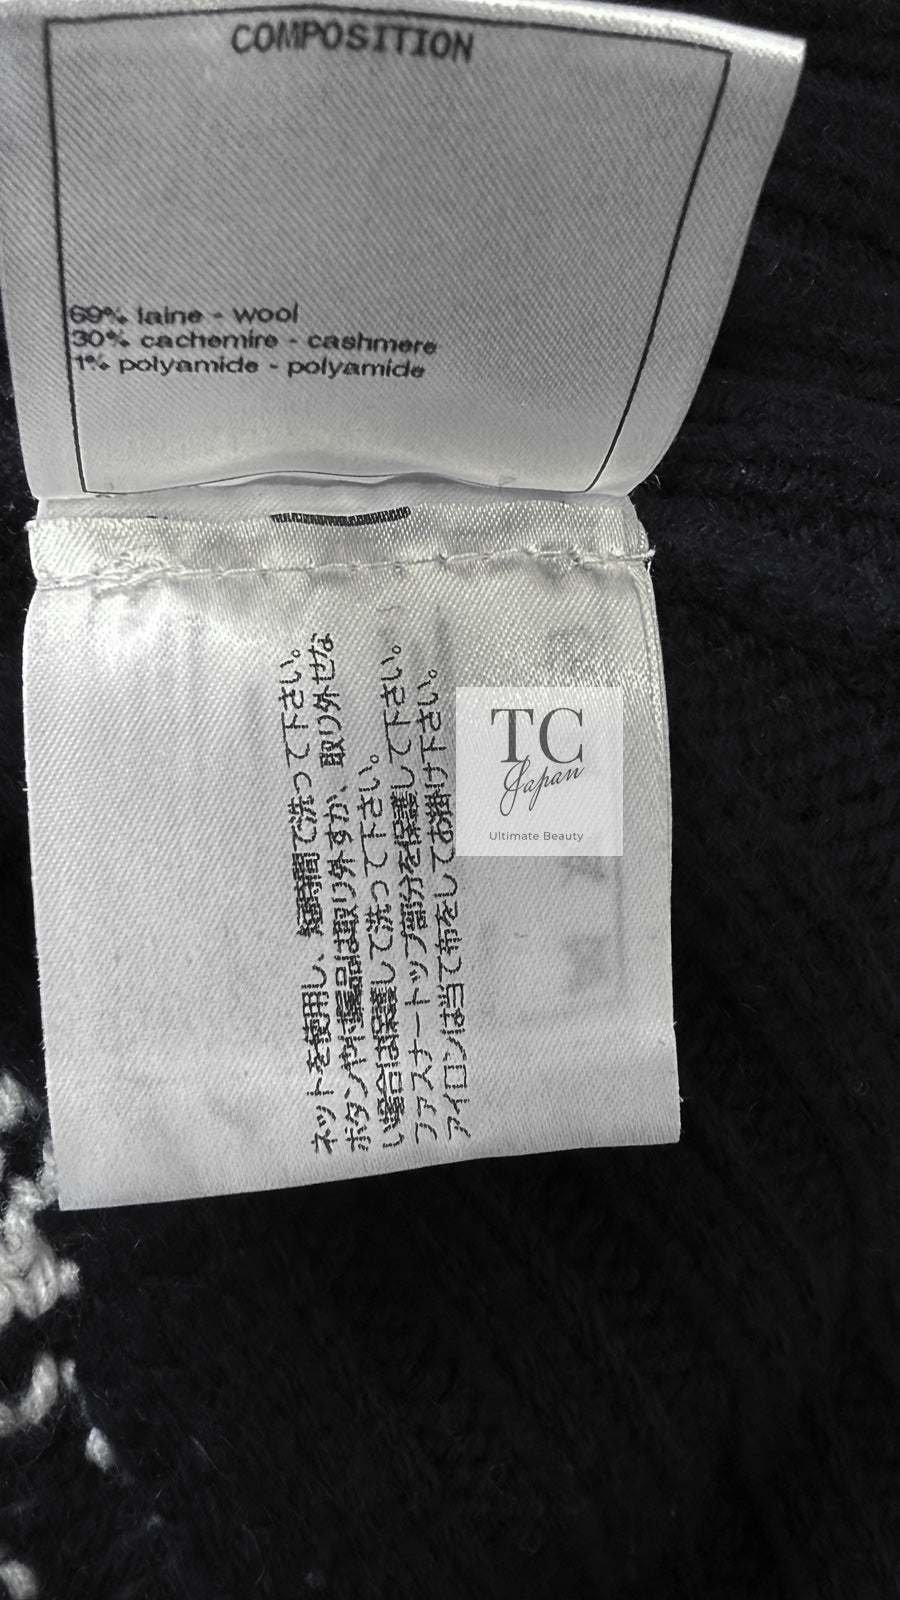 COMPOSITION
69% laine - wool
30% cachemire - cashmere
1% polyamide - polyamide
ネットを使用し、短時間で洗って下さい。
ボタンや付属品は取り外すか、取り外せな
い場合は保護して洗って下さい。
ファスナートップ部分を保護して下さい。
アイロンは当て布をしてお掛け下さい。
TC
Japan
Ultimate Beauty